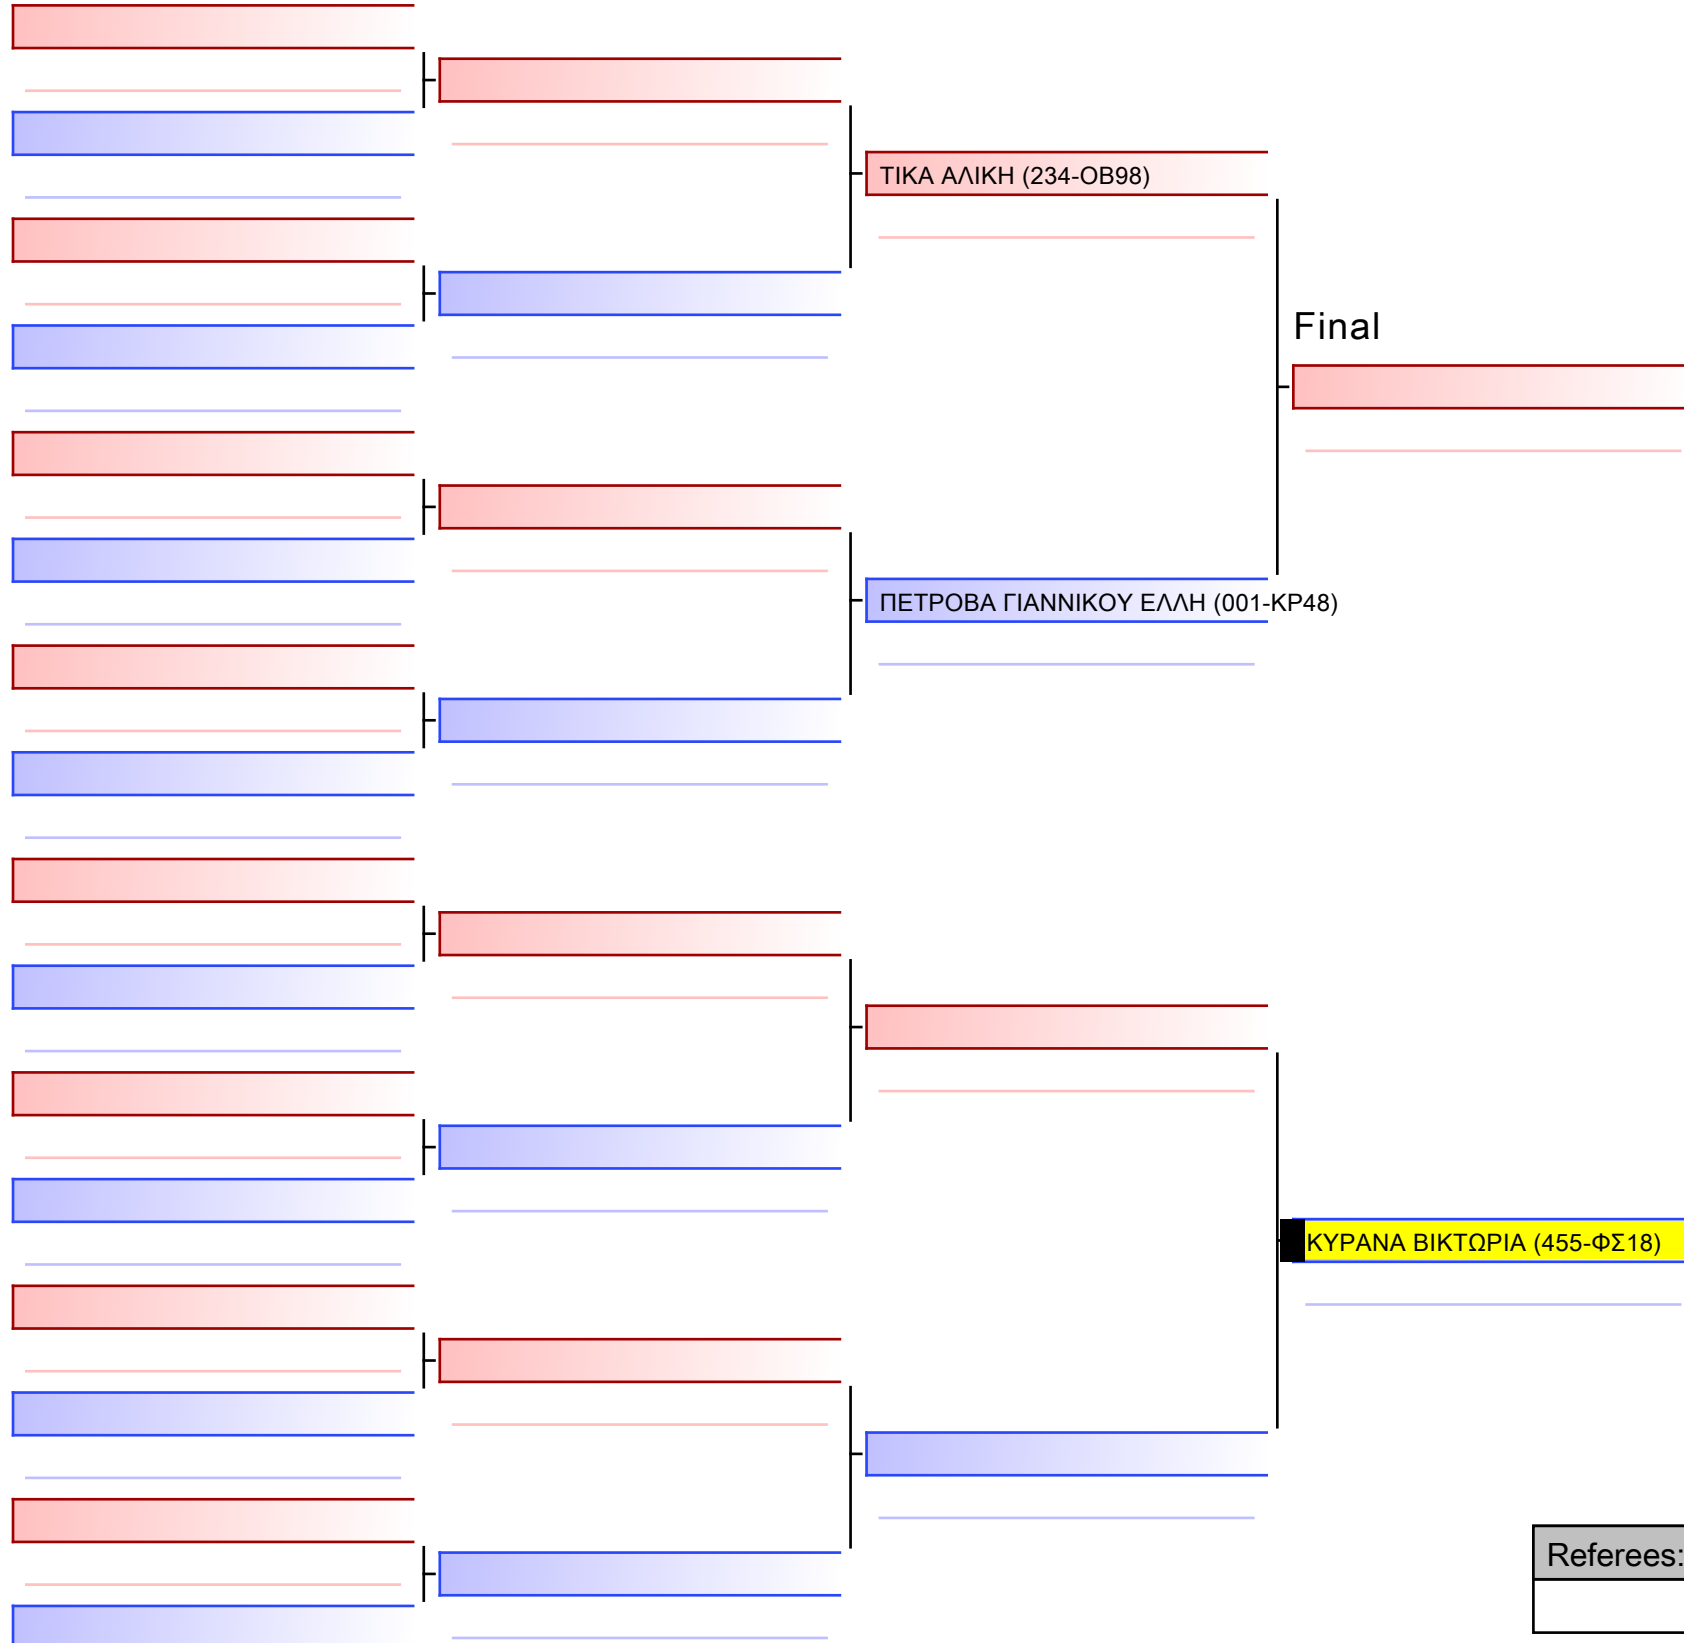 ΤΙΚΑ ΑΛΙΚΗ (234-ΟΒ98)
Final
ΠΕΤΡΟΒΑ ΓΙΑΝΝΙΚΟΥ ΕΛΛΗ (001-ΚΡ48)
ΚΥΡΑΝΑ ΒΙΚΤΩΡΙΑ (455-ΦΣ18)
Referees: